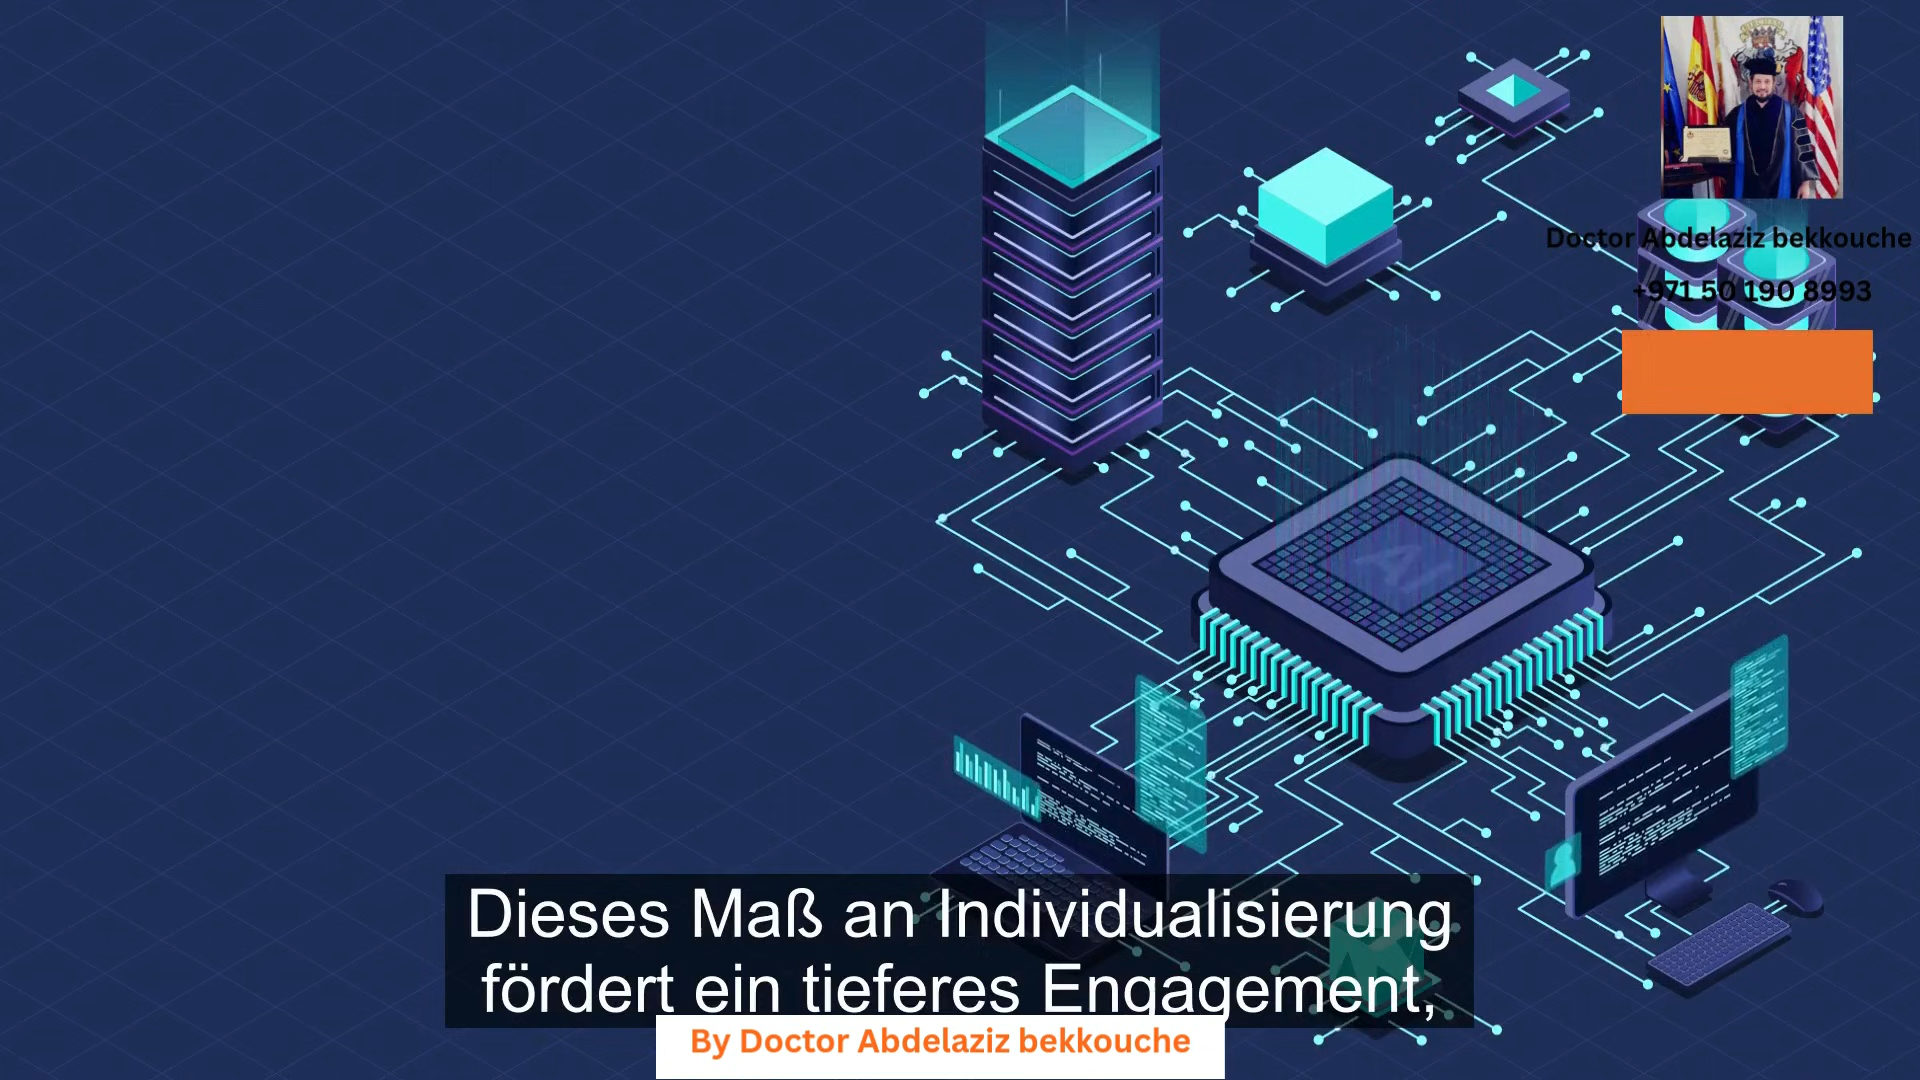 Doctor Abdelaziz bekkouche
+971 50 190 8993
AI
Dieses Maß an Individualisierung
fördert ein tieferes Engagement,
By Doctor Abdelaziz bekkouche